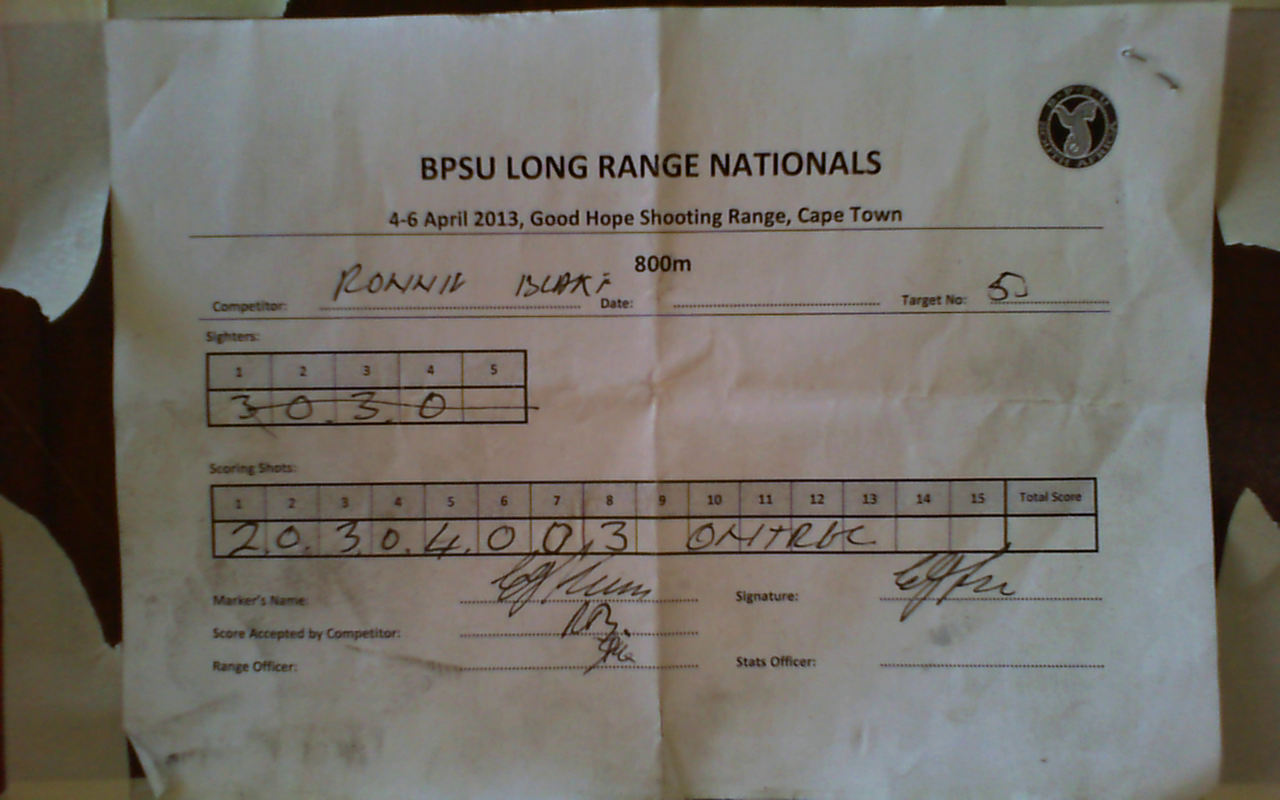 B·P·S·U
SOUTH AFRICA
BPSU LONG RANGE NATIONALS
4-6 April 2013, Good Hope Shooting Range, Cape Town
800m
Competitor: RONNIE BLAKE Date: Target No: 5
Sighters:
1 2 3 4 5
3 0. 3. 0
Scoring Shots:
1 2 3 4 5 6 7 8 9 10 11 12 13 14 15 Total Score
2. 0. 3. 0. 4. 0 0, 3
Marker's Name: Signature:
Score Accepted by Competitor: RB.
Range Officer: Stats Officer: